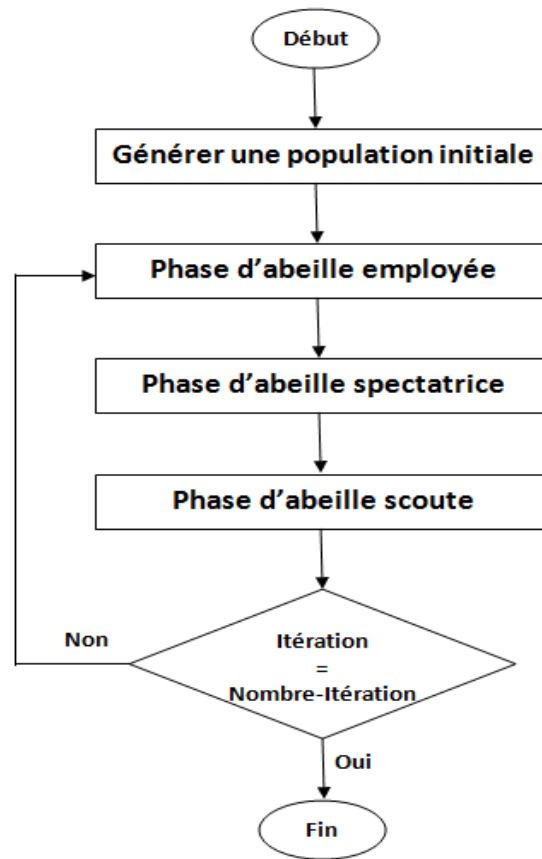 Début
Générer une population initiale
Phase d'abeille employée
Phase d'abeille spectatrice
Phase d'abeille scoute
Non
Itération
=
Nombre-Itération
Oui
Fin